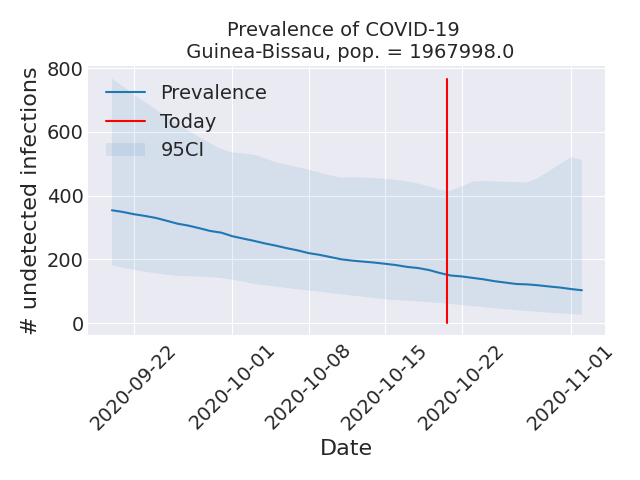 Prevalence of COVID-19
Guinea-Bissau, pop. = 1967998.0
# undetected infections
800
600
400
200
0
Prevalence
Today
95CI
2020-09-22
2020-10-01
2020-10-08
2020-10-15
2020-10-22
2020-11-01
Date